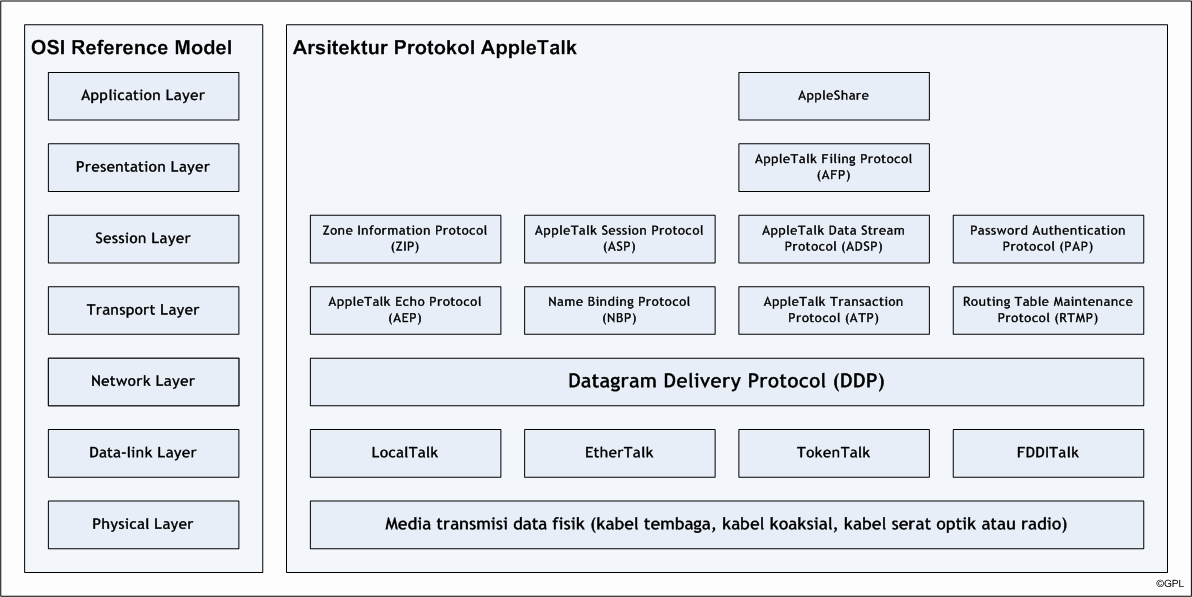 OSI Reference Model
Application Layer
Presentation Layer
Session Layer
Transport Layer
Network Layer
Data-link Layer
Physical Layer
Arsitektur Protokol AppleTalk
AppleShare
AppleTalk Filing Protocol
(AFP)
Zone Information Protocol
(ZIP)
AppleTalk Session Protocol
(ASP)
AppleTalk Data Stream
Protocol (ADSP)
Password Authentication
Protocol (PAP)
AppleTalk Echo Protocol
(AEP)
Name Binding Protocol
(NBP)
AppleTalk Transaction
Protocol (ATP)
Routing Table Maintenance
Protocol (RTMP)
Datagram Delivery Protocol (DDP)
LocalTalk
EtherTalk
TokenTalk
FDDITalk
Media transmisi data fisik (kabel tembaga, kabel koaksial, kabel serat optik atau radio)
©GPL